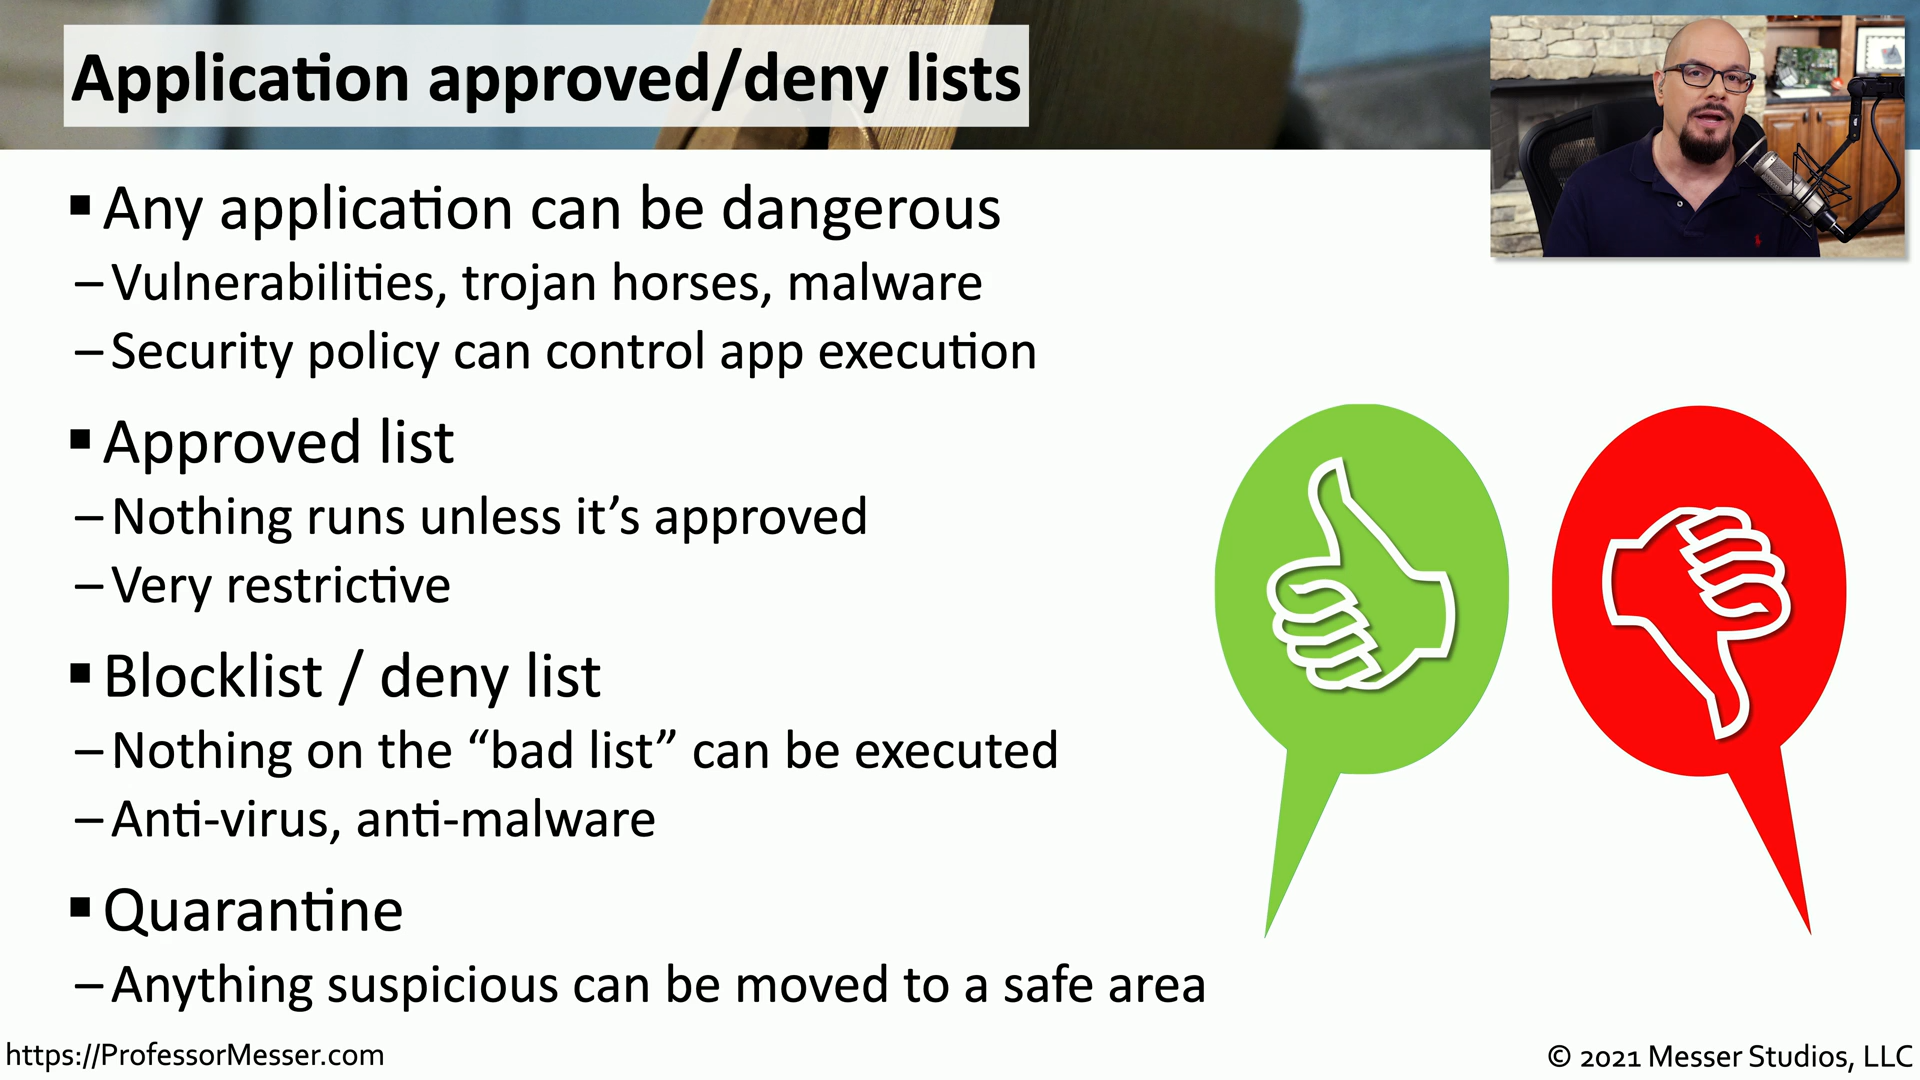 Application approved/deny lists
▪ Any application can be dangerous
– Vulnerabilities, trojan horses, malware
– Security policy can control app execution
▪ Approved list
– Nothing runs unless it’s approved
– Very restrictive
▪ Blocklist / deny list
– Nothing on the “bad list” can be executed
– Anti-virus, anti-malware
▪ Quarantine
– Anything suspicious can be moved to a safe area
https://ProfessorMesser.com
© 2021 Messer Studios, LLC